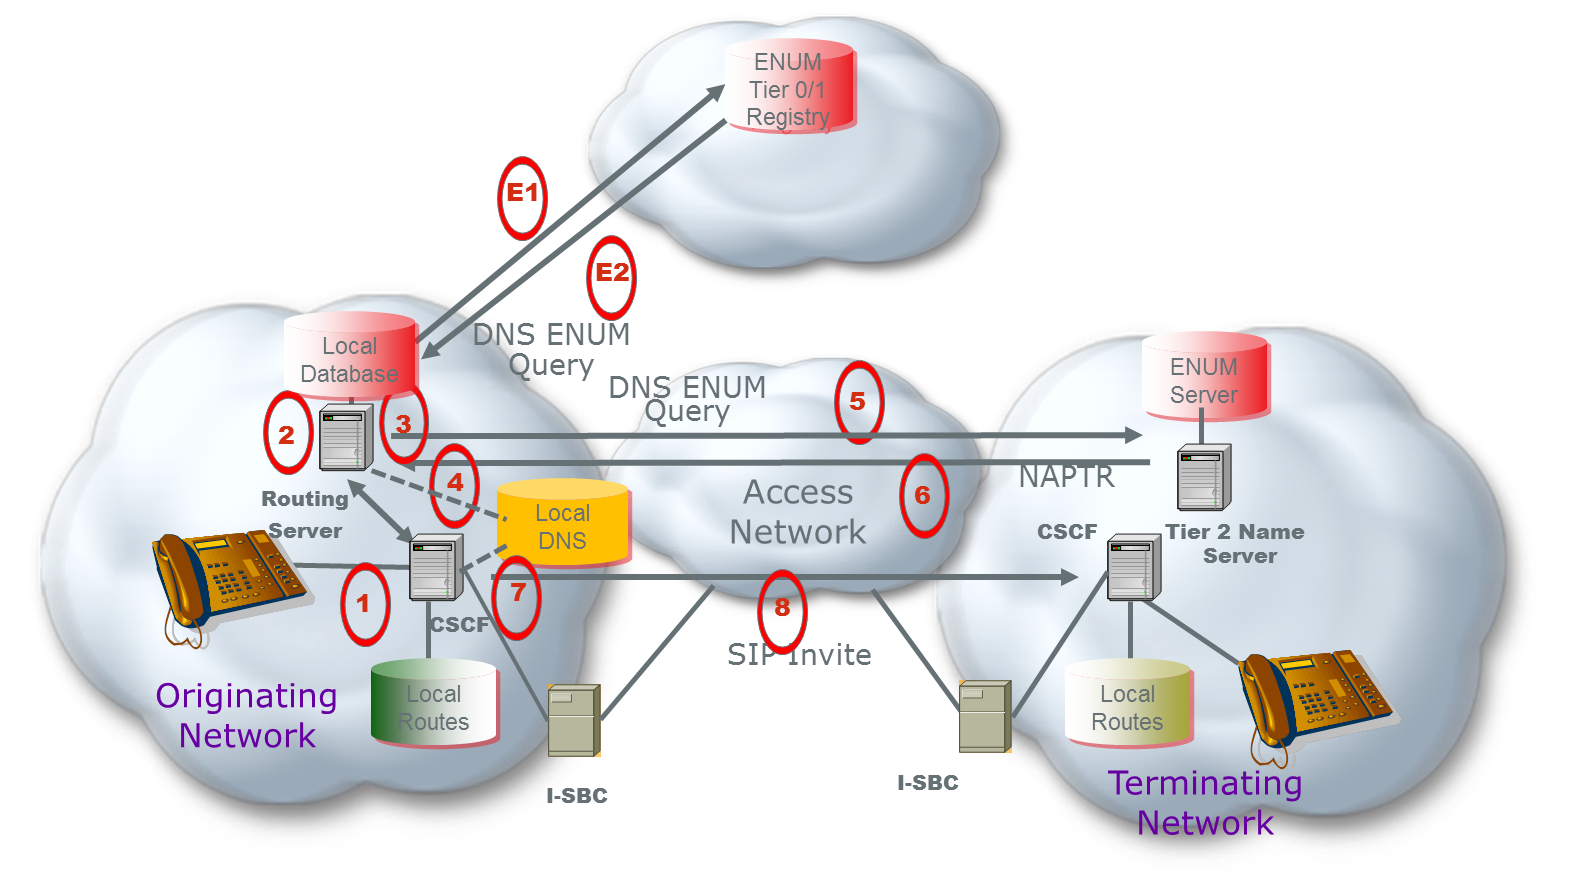 ENUM
Tier 0/1
Registry
E1
E2
DNS ENUM
Query
Local
Database
DNS ENUM
Query
5
ENUM
Server
2
3
4
6
NAPTR
Routing
Server
Access
Network
Local
DNS
CSCF
Tier 2 Name
Server
1
CSCF
7
8
SIP Invite
Originating
Network
Local
Routes
Local
Routes
I-SBC
I-SBC
Terminating
Network